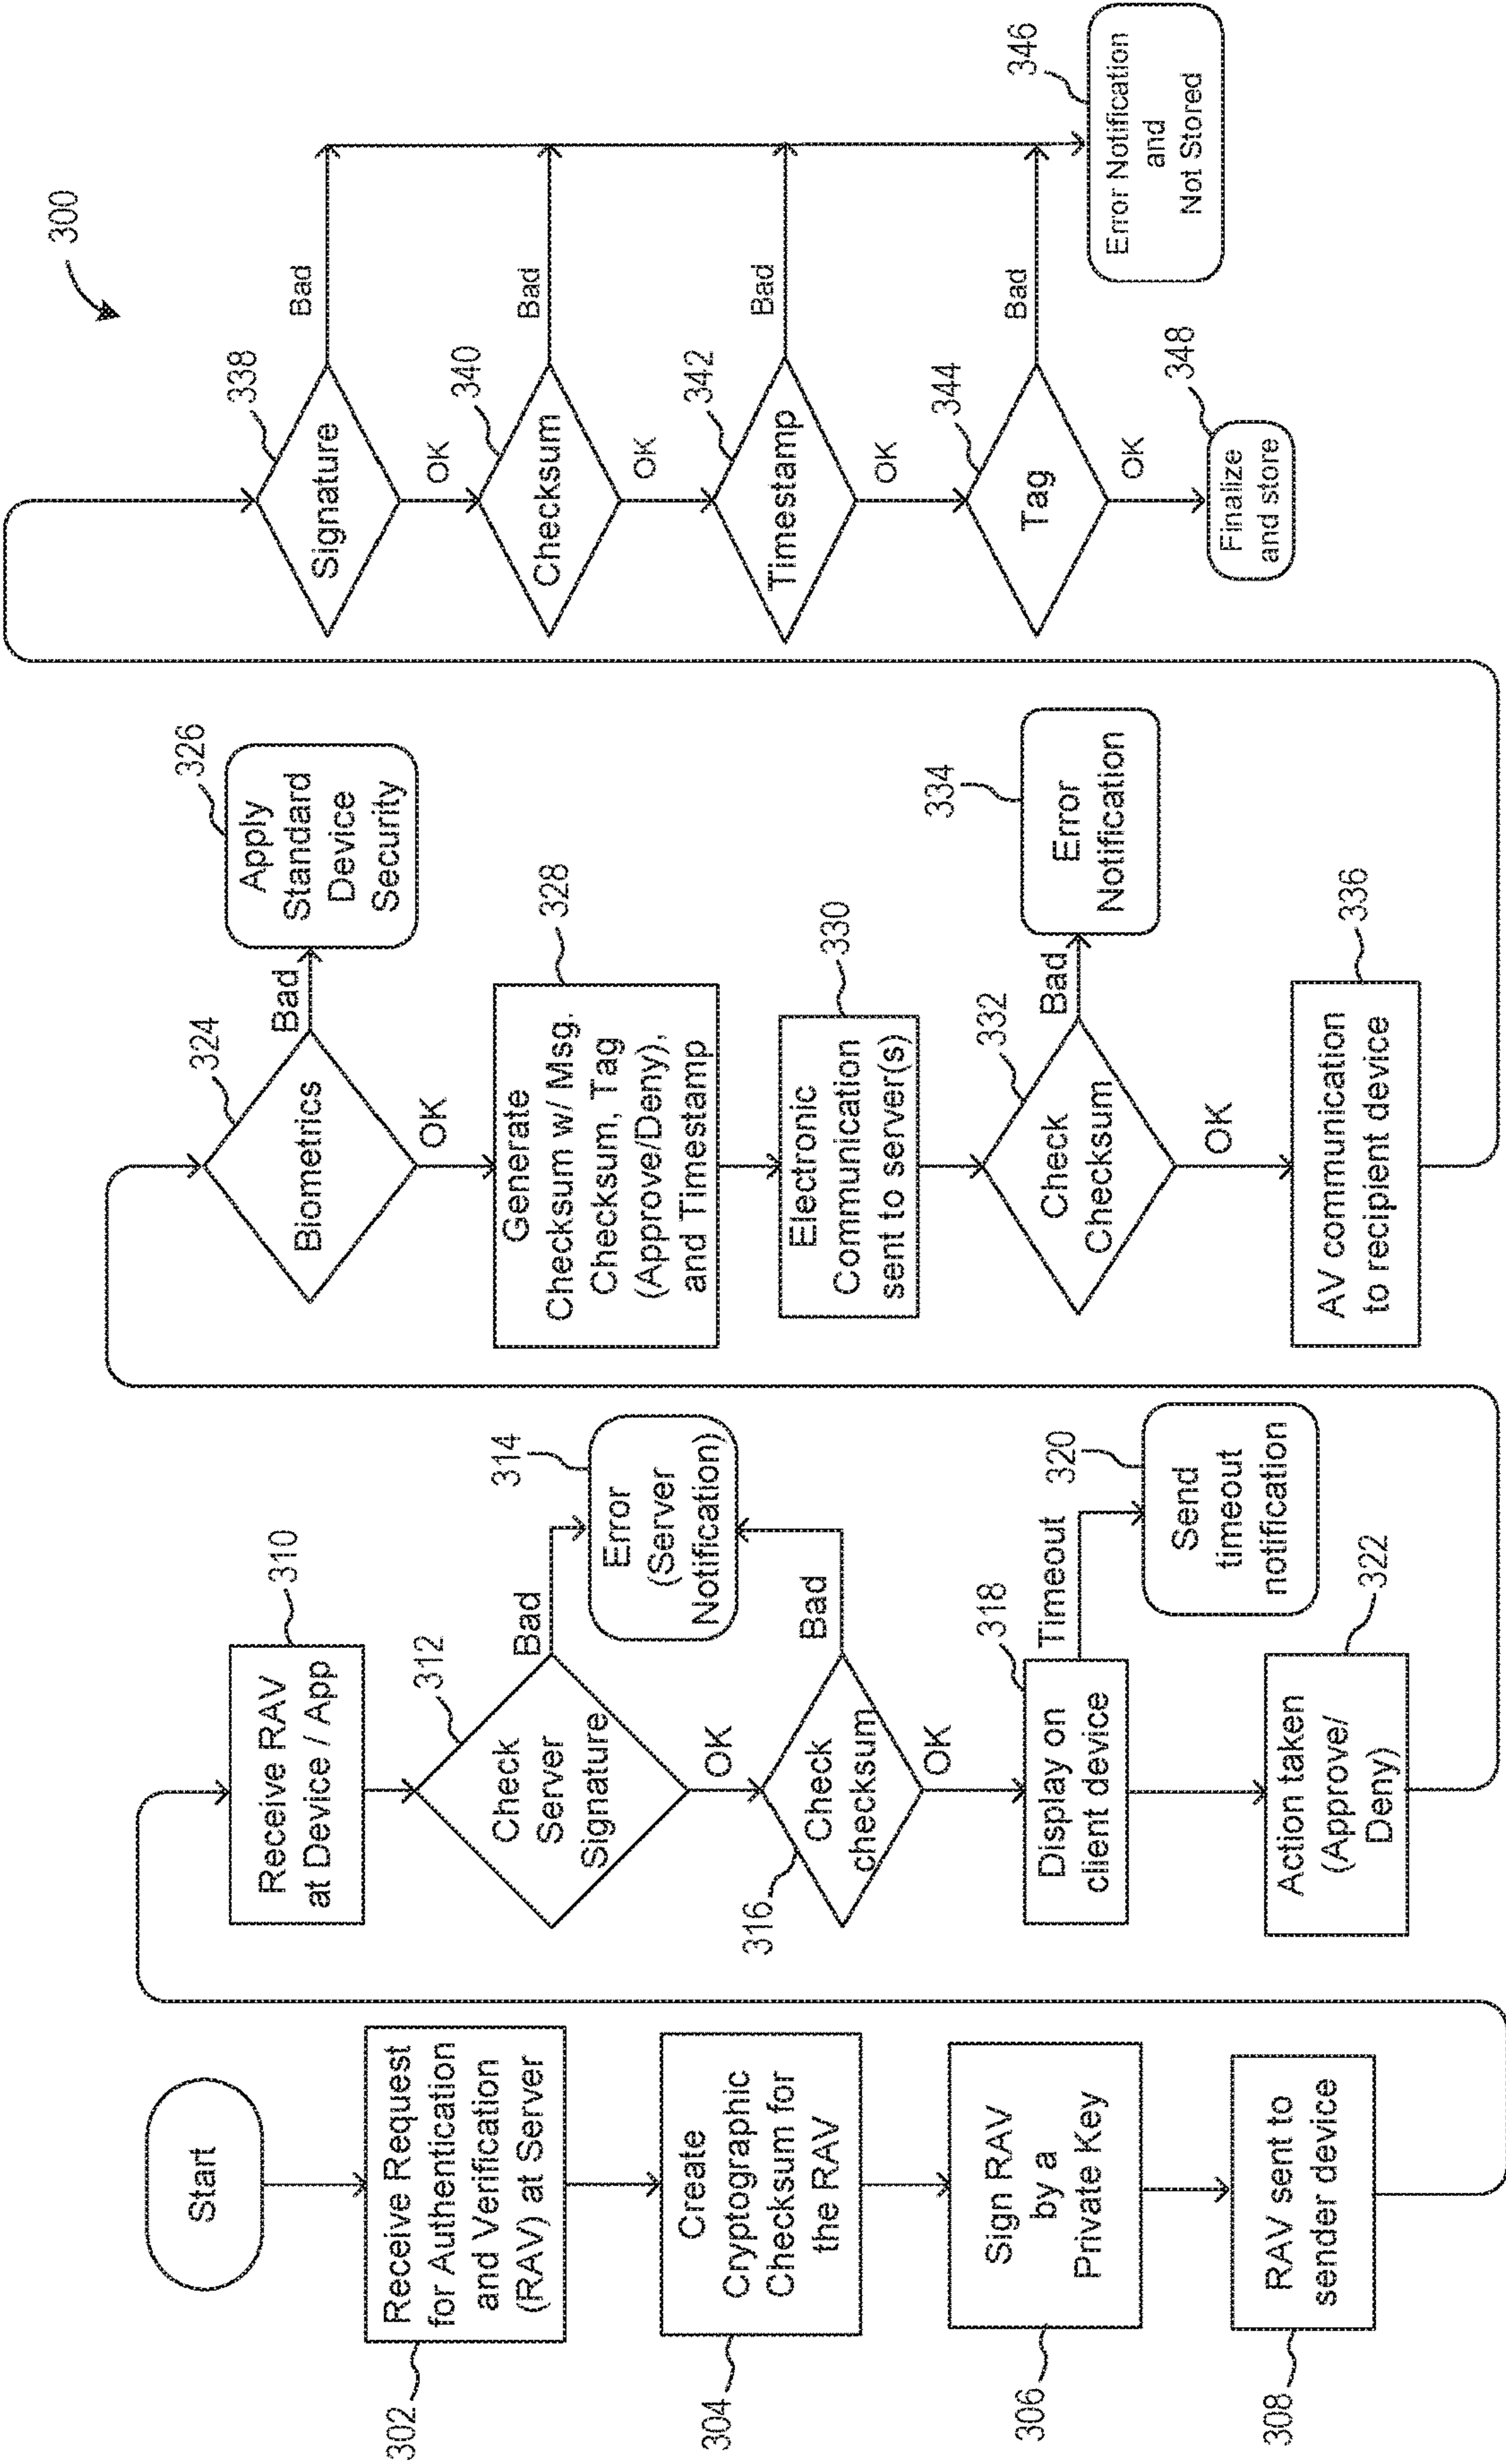 300
Start
302
Receive Request
for Authentication
and Verification
(RAV) at Server
304
Create
Cryptographic
Checksum for
the RAV
306
Sign RAV
by a
Private Key
308
RAV sent to
sender device
310
Receive RAV
at Device / App
312
Check
Server
Signature
Bad
OK
314
Error
(Server
Notification)
316
Check
checksum
Bad
OK
318
Display on
client device
Timeout
320
Send
timeout
notification
322
Action taken
(Approve/
Deny)
324
Biometrics
Bad
OK
326
Apply
Standard
Device
Security
328
Generate
Checksum w/ Msg.
Checksum, Tag
(Approve/Deny),
and Timestamp
330
Electronic
Communication
sent to server(s)
332
Check
Checksum
Bad
OK
334
Error
Notification
336
AV communication
to recipient device
338
Signature
Bad
OK
340
Checksum
Bad
OK
342
Timestamp
Bad
OK
344
Tag
Bad
OK
346
Error Notification
and
Not Stored
348
Finalize
and store